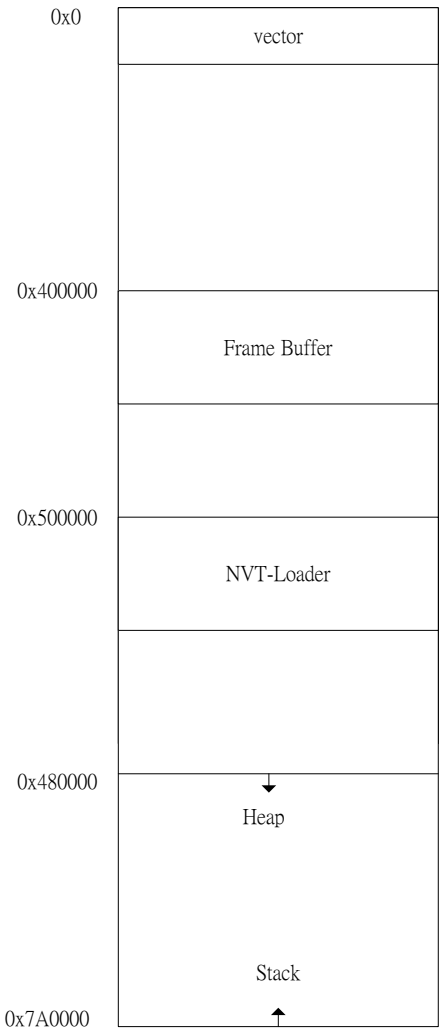 0x0
vector
0x400000
Frame Buffer
0x500000
NVT-Loader
0x480000
Heap
Stack
0x7A0000